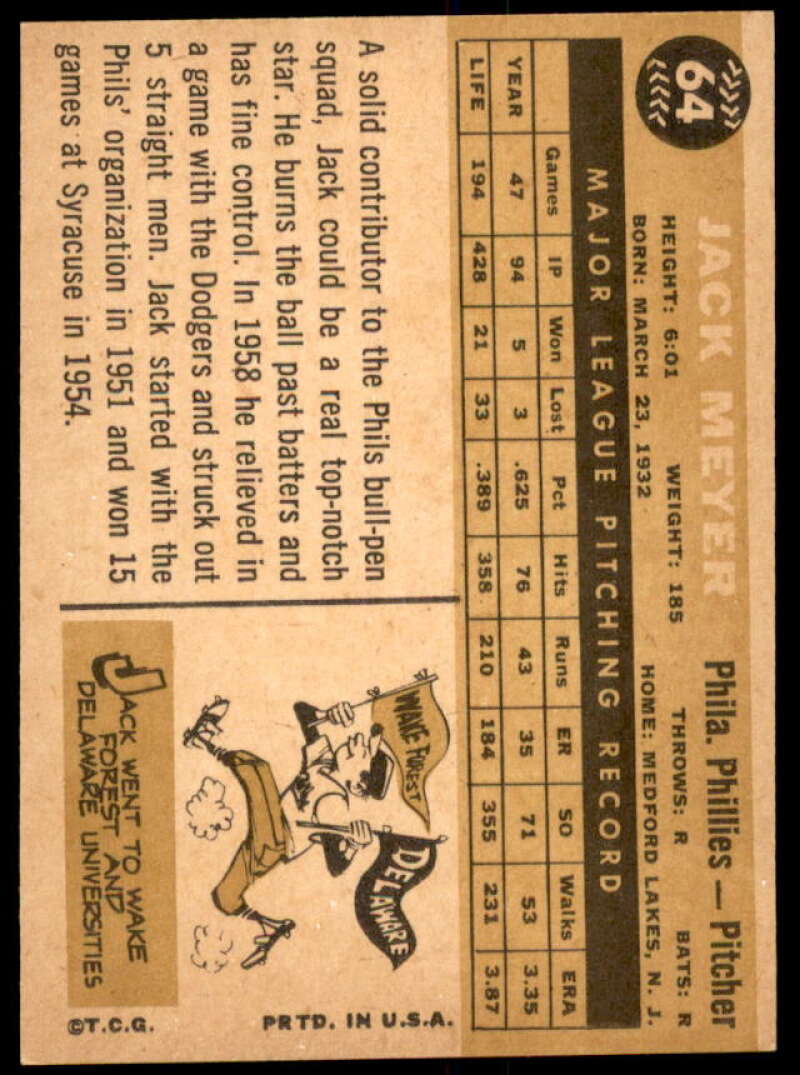 64
JACK MEYER
Phila. Phillies — Pitcher
HEIGHT: 6:01 WEIGHT: 185 THROWS: R BATS: R
BORN: MARCH 23, 1932 HOME: MEDFORD LAKES, N. J.
MAJOR LEAGUE PITCHING RECORD
Games IP Won Lost Pct Hits Runs ER SO Walks ERA
YEAR 47 94 5 3 .625 76 43 35 71 53 3.35
LIFE 194 428 21 33 .389 358 210 184 355 231 3.87
A solid contributor to the Phils bull-pen
squad, Jack could be a real top-notch
star. He burns the ball past batters and
has fine control. In 1958 he relieved in
a game with the Dodgers and struck out
5 straight men. Jack started with the
Phils' organization in 1951 and won 15
games at Syracuse in 1954.
WAKE FOREST
DELAWARE
JACK WENT TO WAKE
FOREST AND
DELAWARE UNIVERSITIES
PRTD. IN U.S.A.
©T.C.G.